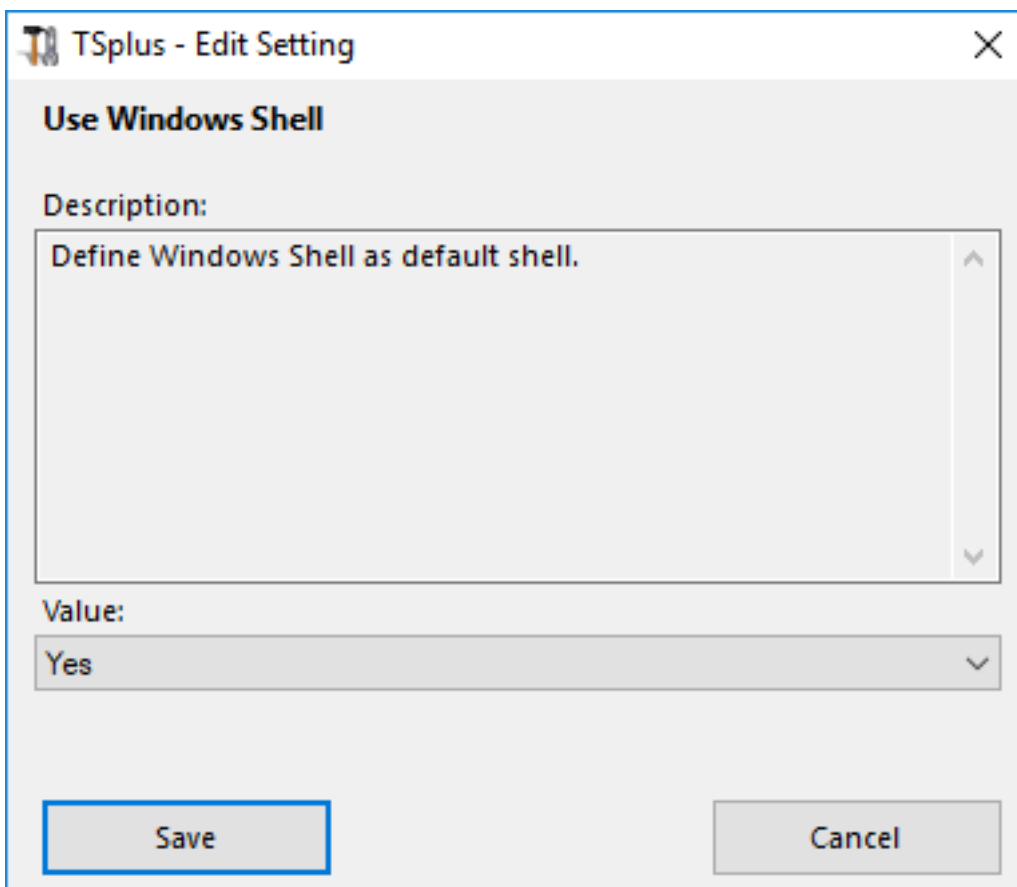 TSplus - Edit Setting
Use Windows Shell
Description:
Define Windows Shell as default shell.
Value:
Yes
Save
Cancel